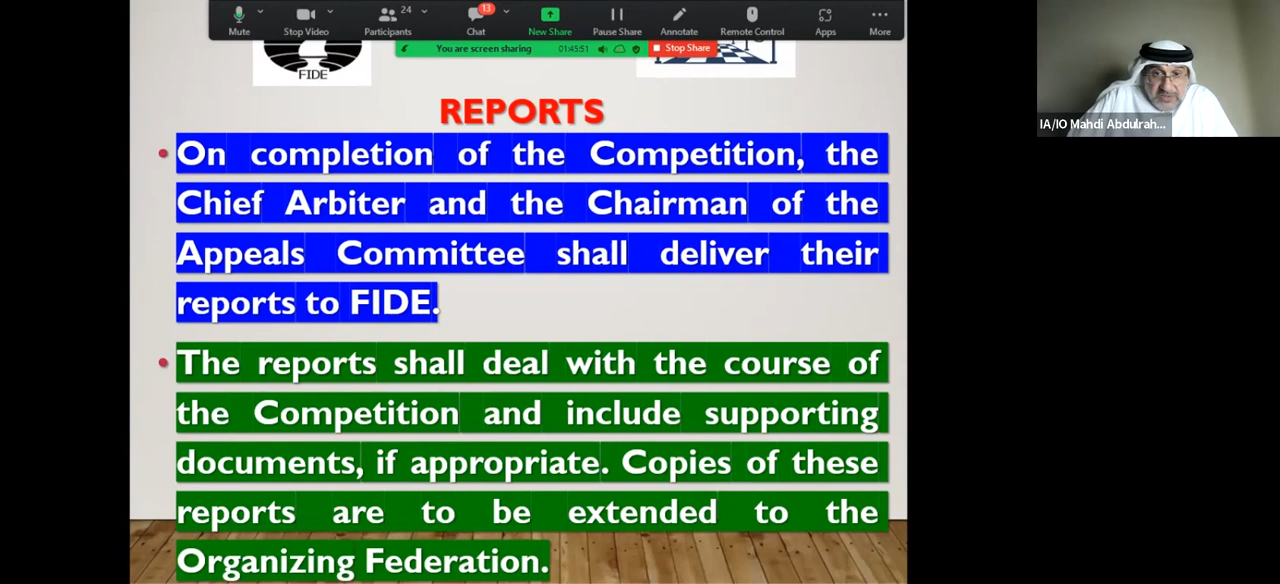 24
13
Mute
Stop Video
Participants
Chat
New Share
Pause Share
Annotate
Remote Control
Apps
More
You are screen sharing
01:45:51
Stop Share
FIDE
REPORTS
On completion of the Competition, the
Chief Arbiter and the Chairman of the
Appeals Committee shall deliver their
reports to FIDE.
The reports shall deal with the course of
the Competition and include supporting
documents, if appropriate. Copies of these
reports are to be extended to the
Organizing Federation.
IA/IO Mahdi Abdulrah...